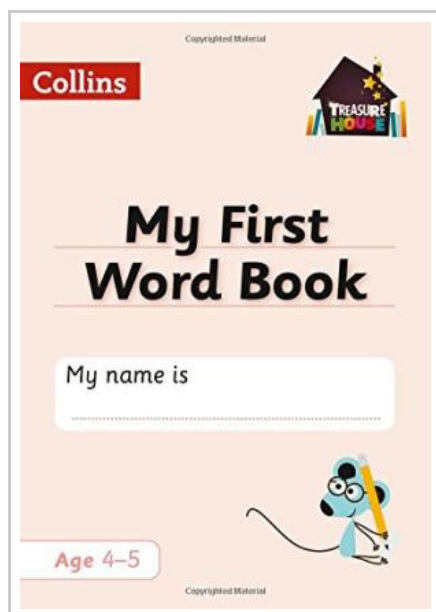 Copyrighted Material
Collins
TREASURE
HOUSE
My First
Word Book
My name is
Age 4–5
Copyrighted Material